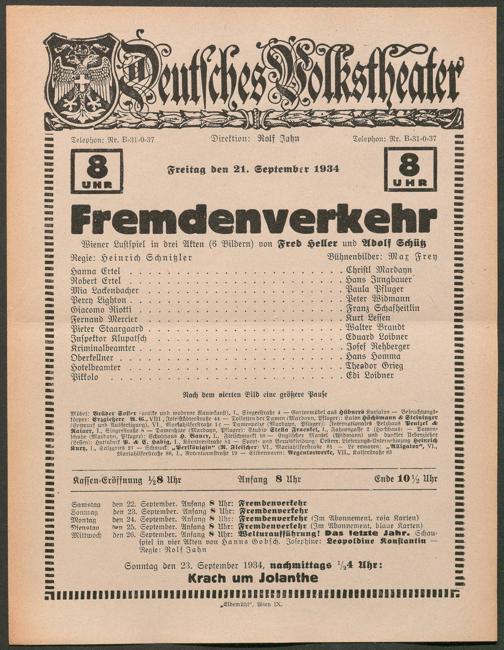 Deutsches Volkstheater
Telephon: Nr. B-31-0-37 Direktion: Rolf Jahn Telephon: Nr. B-31-0-37
8 UHR Freitag den 21. September 1934 8 UHR
Fremdenverkehr
Wiener Lustspiel in drei Akten (6 Bildern) von Fred Heller und Adolf Schütz
Regie: Heinrich Schnitzler Bühnenbilder: Max Frey
Hanna Ertel Christl Mardayn
Robert Ertel Hans Jungbauer
Mia Lackenbacher Paula Pfluger
Percy Lighton Peter Widmann
Giacomo Riotti Franz Schafheitlin
Fernand Mercier Kurt Lessen
Pieter Staargaard Walter Brandt
Inspektor Klupatsch Eduard Loibner
Kriminalbeamter Josef Rehberger
Oberkellner Hans Homma
Hotelbeamter Theodor Grieg
Pikkolo Edi Loibner
Nach dem vierten Bild eine größere Pause
Kassen-Eröffnung ½8 Uhr Anfang 8 Uhr Ende 10½ Uhr
Samstag den 22. September. Anfang 8 Uhr: Fremdenverkehr
Sonntag den 23. September. Anfang 8 Uhr: Fremdenverkehr
Montag den 24. September. Anfang 8 Uhr: Fremdenverkehr (Im Abonnement, rosa Karten)
Dienstag den 25. September. Anfang 8 Uhr: Fremdenverkehr (Im Abonnement, blaue Karten)
Mittwoch den 26. September. Anfang 8 Uhr: Welturaufführung! Das letzte Jahr. Schau-
spiel in vier Akten von Hanns Gobsch. Josephine: Leopoldine Konstantin —
Regie: Rolf Jahn
Sonntag den 23. September 1934, nachmittags ½4 Uhr:
Krach um Jolanthe
„Elbemühl", Wien IX.